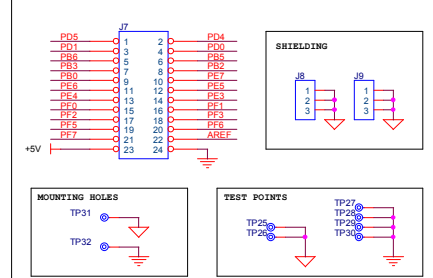 J7
PD5 1 2 PD4
PD1 3 4 PD0
PB6 5 6 PB5
PB3 7 8 PB2
PB0 9 10 PE7
PE6 11 12 PE5
PE4 13 14 PE3
PF0 15 16 PF1
PF2 17 18 PF3
PF5 19 20 PF6
PF7 21 22 AREF
+5V 23 24
SHIELDING
J8 J9
1 1
2 2
3 3
MOUNTING HOLES
TP31
TP32
TEST POINTS
TP27
TP28
TP25 TP29
TP26 TP30